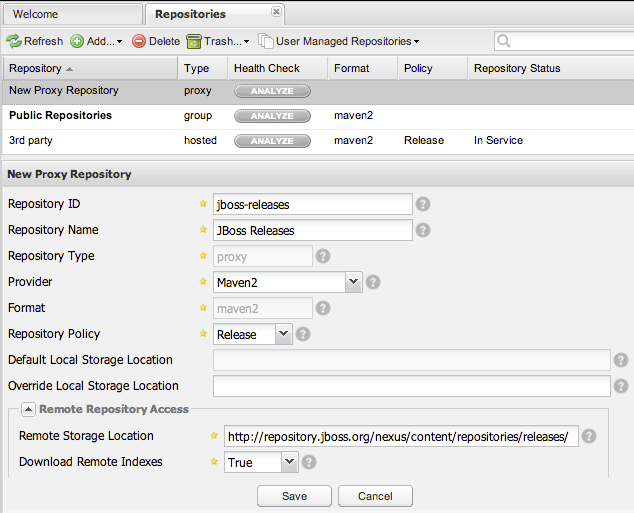 Welcome Repositories
Refresh Add... Delete Trash... User Managed Repositories
Repository Type Health Check Format Policy Repository Status
New Proxy Repository proxy ANALYZE
Public Repositories group ANALYZE maven2
3rd party hosted ANALYZE maven2 Release In Service
New Proxy Repository
Repository ID jboss-releases ?
Repository Name JBoss Releases ?
Repository Type proxy ?
Provider Maven2 ?
Format maven2 ?
Repository Policy Release ?
Default Local Storage Location ?
Override Local Storage Location ?
Remote Repository Access
Remote Storage Location http://repository.jboss.org/nexus/content/repositories/releases/ ?
Download Remote Indexes True ?
Save Cancel